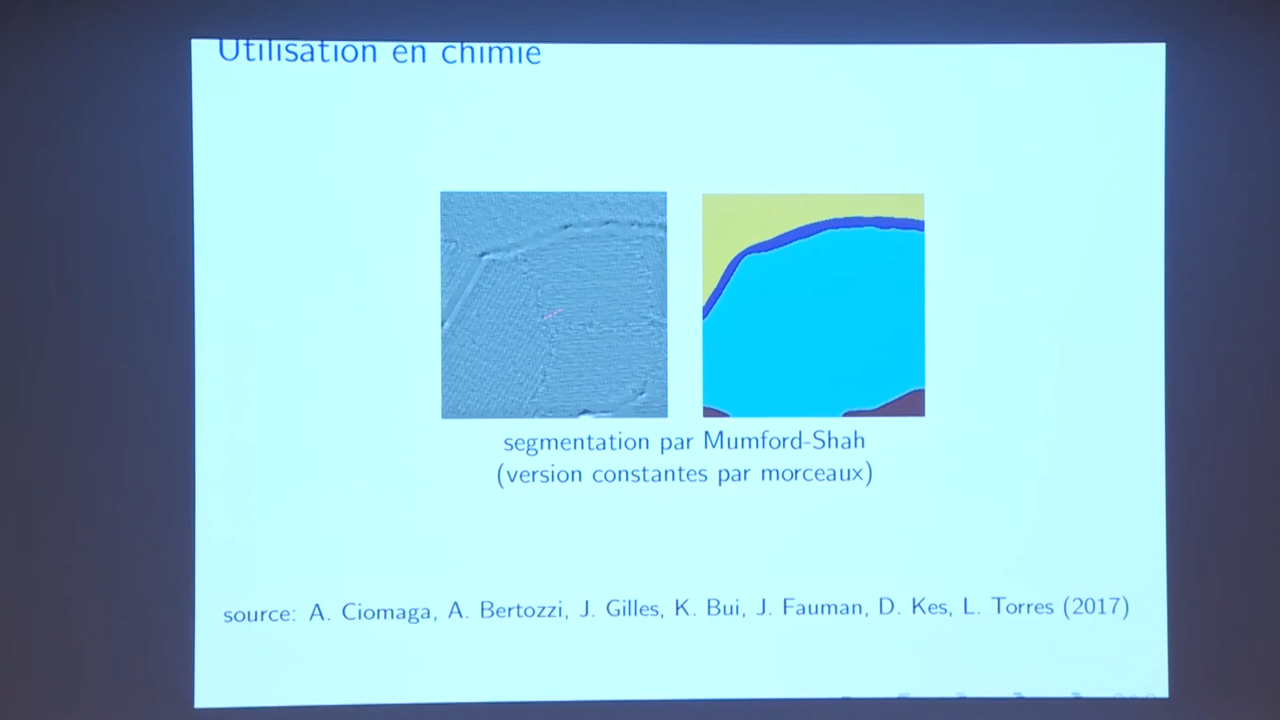 Utilisation en chimie
segmentation par Mumford-Shah
(version constantes par morceaux)
source: A. Ciomaga, A. Bertozzi, J. Gilles, K. Bui, J. Fauman, D. Kes, L. Torres (2017)